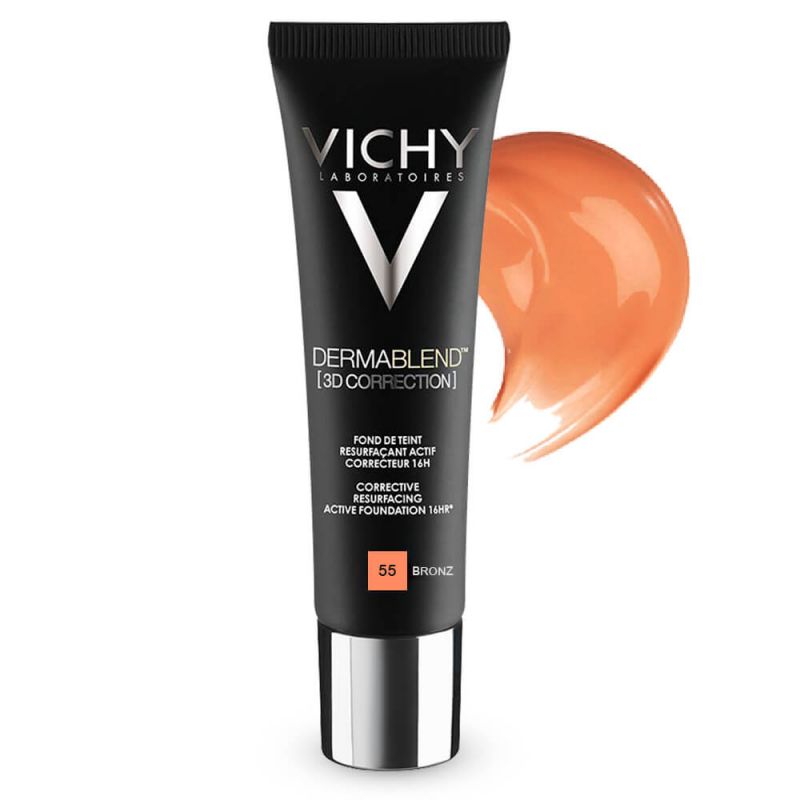 VICHY
LABORATOIRES
V
DERMABLEND™
[3D CORRECTION]
FOND DE TEINT
RESURFAÇANT ACTIF
CORRECTEUR 16H
CORRECTIVE
RESURFACING
ACTIVE FOUNDATION 16HR*
55 BRONZ